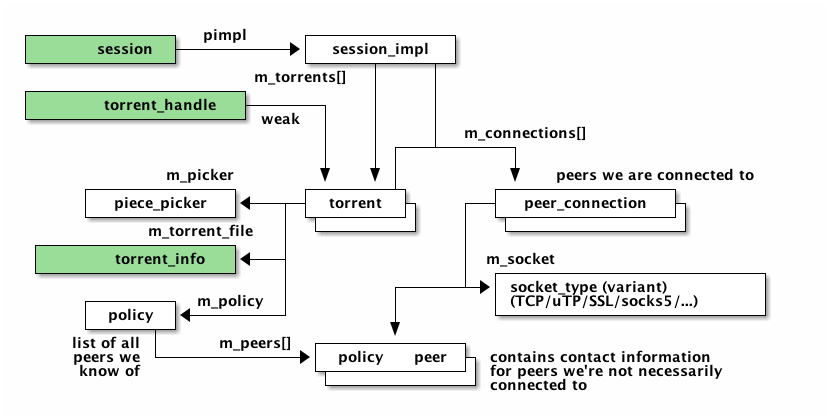 session
pimpl
session_impl
m_torrents[]
torrent_handle
weak
m_connections[]
m_picker
peers we are connected to
piece_picker
torrent
peer_connection
m_torrent_file
torrent_info
m_socket
socket_type (variant)
(TCP/uTP/SSL/socks5/...)
m_policy
policy
list of all
peers we
know of
m_peers[]
policy peer
contains contact information
for peers we're not necessarily
connected to